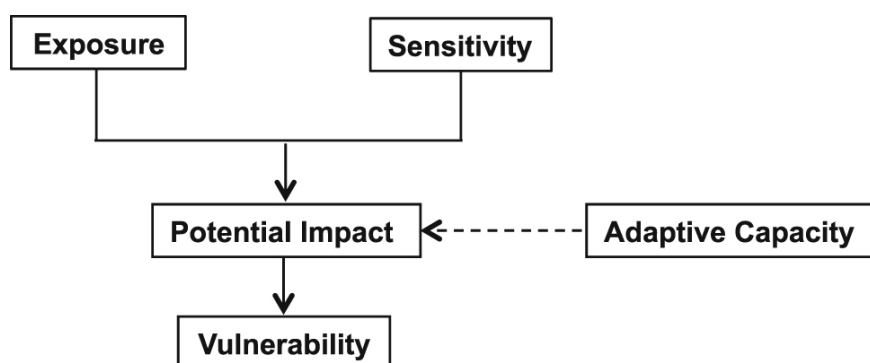 Exposure
Sensitivity
Potential Impact
Adaptive Capacity
Vulnerability